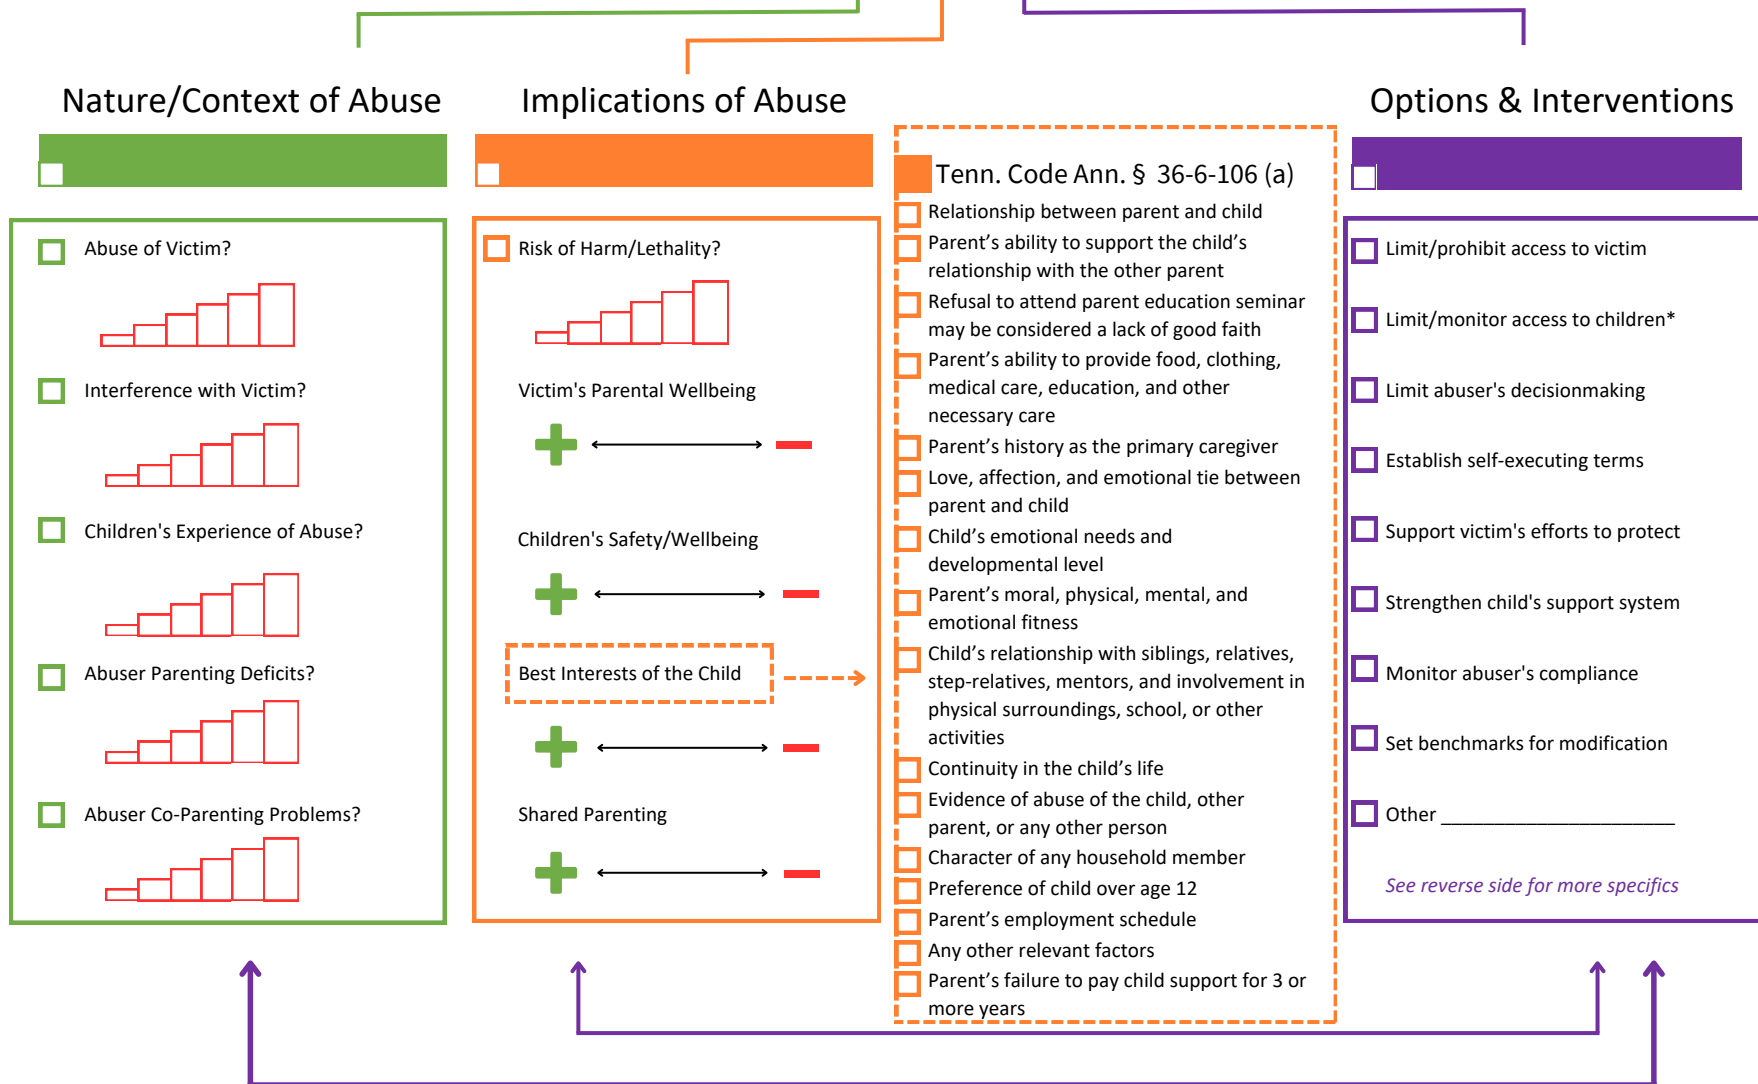 Nature/Context of Abuse
Abuse of Victim?
Interference with Victim?
Children's Experience of Abuse?
Abuser Parenting Deficits?
Abuser Co-Parenting Problems?
Implications of Abuse
Risk of Harm/Lethality?
Victim's Parental Wellbeing
Children's Safety/Wellbeing
Best Interests of the Child
Shared Parenting
Tenn. Code Ann. § 36-6-106 (a)
Relationship between parent and child
Parent’s ability to support the child’s
relationship with the other parent
Refusal to attend parent education seminar
may be considered a lack of good faith
Parent’s ability to provide food, clothing,
medical care, education, and other
necessary care
Parent’s history as the primary caregiver
Love, affection, and emotional tie between
parent and child
Child’s emotional needs and
developmental level
Parent’s moral, physical, mental, and
emotional fitness
Child’s relationship with siblings, relatives,
step-relatives, mentors, and involvement in
physical surroundings, school, or other
activities
Continuity in the child’s life
Evidence of abuse of the child, other
parent, or any other person
Character of any household member
Preference of child over age 12
Parent’s employment schedule
Any other relevant factors
Parent’s failure to pay child support for 3 or
more years
Options & Interventions
Limit/prohibit access to victim
Limit/monitor access to children*
Limit abuser's decisionmaking
Establish self-executing terms
Support victim's efforts to protect
Strengthen child's support system
Monitor abuser's compliance
Set benchmarks for modification
Other ______________________
See reverse side for more specifics